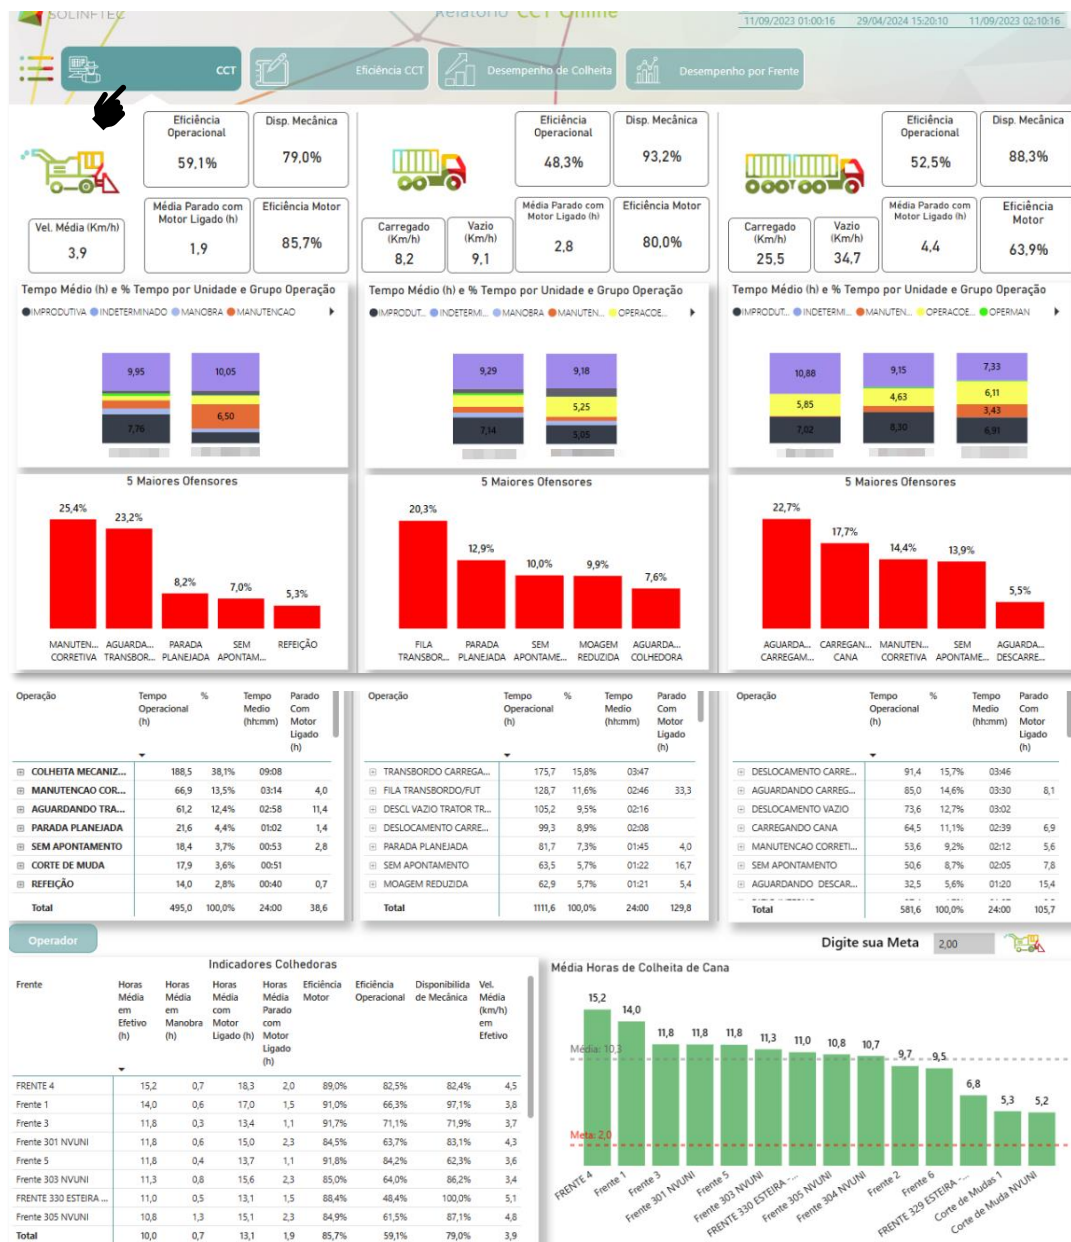 SOLINFTEC
Relatório CCT Online
11/09/2023 01:00:16 29/04/2024 15:20:10 11/09/2023 02:10:16
CCT
Eficiência CCT
Desempenho de Colheita
Desempenho por Frente
Eficiência Operacional
59,1%
Disp. Mecânica
79,0%
Vel. Média (Km/h)
3,9
Média Parado com Motor Ligado (h)
1,9
Eficiência Motor
85,7%
Eficiência Operacional
48,3%
Disp. Mecânica
93,2%
Carregado (Km/h)
8,2
Vazio (Km/h)
9,1
Média Parado com Motor Ligado (h)
2,8
Eficiência Motor
80,0%
Eficiência Operacional
52,5%
Disp. Mecânica
88,3%
Carregado (Km/h)
25,5
Vazio (Km/h)
34,7
Média Parado com Motor Ligado (h)
4,4
Eficiência Motor
63,9%
Tempo Médio (h) e % Tempo por Unidade e Grupo Operação
IMPRODUTIVA INDETERMINADO MANOBRA MANUTENCAO
9,95 10,05
6,50
7,76
Tempo Médio (h) e % Tempo por Unidade e Grupo Operação
IMPRODUT... INDETERMI... MANOBRA MANUTEN... OPERACOE...
9,29 9,18
5,25
7,14 5,05
Tempo Médio (h) e % Tempo por Unidade e Grupo Operação
IMPRODUT... INDETERMI... MANUTEN... OPERACOE... OPERMAN
10,88 9,15 7,33
5,85 4,63 6,11
3,43
7,02 8,30 6,91
5 Maiores Ofensores
25,4% 23,2% 8,2% 7,0% 5,3%
MANUTEN... CORRETIVA
AGUARDA... TRANSBOR...
PARADA PLANEJADA
SEM APONTAM...
REFEIÇÃO
5 Maiores Ofensores
20,3% 12,9% 10,0% 9,9% 7,6%
FILA TRANSBOR...
PARADA PLANEJADA
SEM APONTAME...
MOAGEM REDUZIDA
AGUARDA... COLHEDORA
5 Maiores Ofensores
22,7% 17,7% 14,4% 13,9% 5,5%
AGUARDA... CARREGAM...
CARREGAN... CANA
MANUTEN... CORRETIVA
SEM APONTAME...
AGUARDA... DESCARRE...
Operação Tempo Operacional (h) % Tempo Medio (hh:mm) Parado Com Motor Ligado (h)
COLHEITA MECANIZ... 188,5 38,1% 09:08
MANUTENCAO COR... 66,9 13,5% 03:14 4,0
AGUARDANDO TRA... 61,2 12,4% 02:58 11,4
PARADA PLANEJADA 21,6 4,4% 01:02 1,4
SEM APONTAMENTO 18,4 3,7% 00:53 2,8
CORTE DE MUDA 17,9 3,6% 00:51
REFEIÇÃO 14,0 2,8% 00:40 0,7
Total 495,0 100,0% 24:00 38,6
Operação Tempo Operacional (h) % Tempo Medio (hh:mm) Parado Com Motor Ligado (h)
TRANSBORDO CARREGA... 175,7 15,8% 03:47
FILA TRANSBORDO/FUT 128,7 11,6% 02:46 33,3
DESCL VAZIO TRATOR TR... 105,2 9,5% 02:16
DESLOCAMENTO CARRE... 99,3 8,9% 02:08
PARADA PLANEJADA 81,7 7,3% 01:45 4,0
SEM APONTAMENTO 63,5 5,7% 01:22 16,7
MOAGEM REDUZIDA 62,9 5,7% 01:21 5,4
Total 1111,6 100,0% 24:00 129,8
Operação Tempo Operacional (h) % Tempo Medio (hh:mm) Parado Com Motor Ligado (h)
DESLOCAMENTO CARRE... 91,4 15,7% 03:46
AGUARDANDO CARREG... 85,0 14,6% 03:30 8,1
DESLOCAMENTO VAZIO 73,6 12,7% 03:02
CARREGANDO CANA 64,5 11,1% 02:39 6,9
MANUTENCAO CORRETI... 53,6 9,2% 02:12 5,6
SEM APONTAMENTO 50,6 8,7% 02:05 7,8
AGUARDANDO DESCAR... 32,5 5,6% 01:20 15,4
Total 581,6 100,0% 24:00 105,7
Operador
Digite sua Meta 2,00
Indicadores Colhedoras
Frente Horas Média em Efetivo (h) Horas Média em Manobra (h) Horas Média com Motor Ligado (h) Horas Média Parado com Motor Ligado (h) Eficiência Motor Eficiência Operacional Disponibilidade Mecânica Vel. Média (km/h) em Efetivo
FRENTE 4 15,2 0,7 18,3 2,0 89,0% 82,5% 82,4% 4,5
Frente 1 14,0 0,6 17,0 1,5 91,0% 66,3% 97,1% 3,8
Frente 3 11,8 0,3 13,4 1,1 91,7% 71,1% 71,9% 3,7
Frente 301 NVUNI 11,8 0,6 15,0 2,3 84,5% 63,7% 83,1% 4,3
Frente 5 11,8 0,4 13,7 1,1 91,8% 84,2% 62,3% 3,6
Frente 303 NVUNI 11,3 0,8 15,6 2,3 85,0% 64,0% 86,2% 3,4
FRENTE 330 ESTEIRA ... 11,0 0,5 13,1 1,5 88,4% 48,4% 100,0% 5,1
Frente 305 NVUNI 10,8 1,3 15,1 2,3 84,9% 61,5% 87,1% 4,8
Total 10,0 0,7 13,1 1,9 85,7% 59,1% 79,0% 3,9
Média Horas de Colheita de Cana
15,2 14,0 11,8 11,8 11,8 11,3 11,0 10,8 10,7 9,7 9,5 6,8 5,3 5,2
Média: 10,3
Meta: 2,0
FRENTE 4
Frente 1
Frente 3
Frente 301 NVUNI
Frente 5
Frente 303 NVUNI
FRENTE 330 ESTEIRA -...
Frente 305 NVUNI
Frente 304 NVUNI
Frente 2
Frente 6
FRENTE 329 ESTEIRA -...
Corte de Mudas 1
Corte de Muda NVUNI